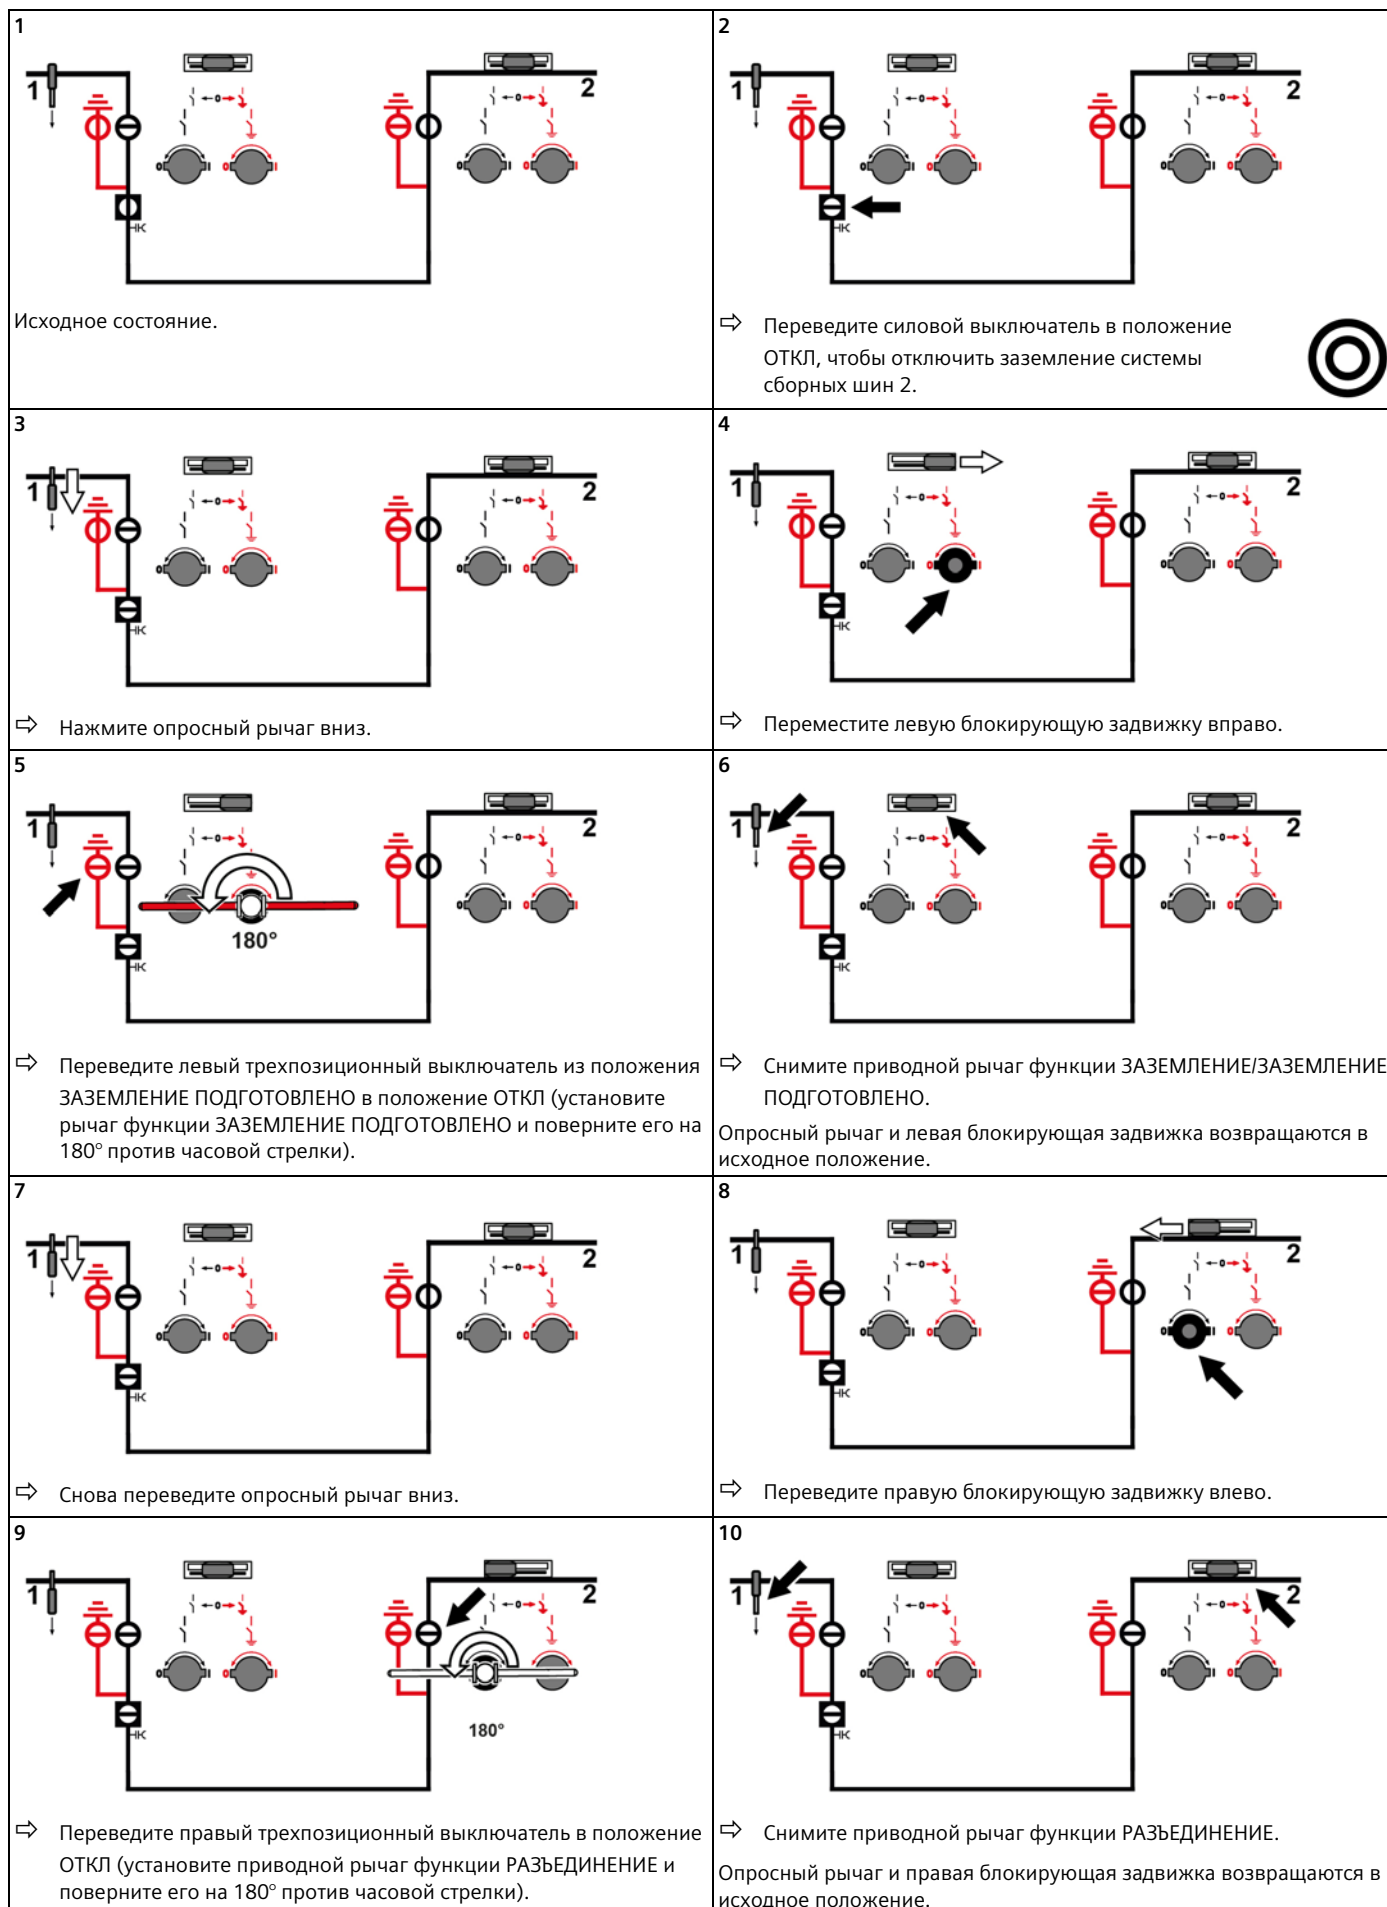 1
1
2
Исходное состояние.
2
1
2
⇨ Переведите силовой выключатель в положение
ОТКЛ, чтобы отключить заземление системы
сборных шин 2.
3
1
2
⇨ Нажмите опросный рычаг вниз.
4
1
2
⇨ Переместите левую блокирующую задвижку вправо.
5
1
2
180°
⇨ Переведите левый трехпозиционный выключатель из положения
ЗАЗЕМЛЕНИЕ ПОДГОТОВЛЕНО в положение ОТКЛ (установите
рычаг функции ЗАЗЕМЛЕНИЕ ПОДГОТОВЛЕНО и поверните его на
180° против часовой стрелки).
6
1
2
⇨ Снимите приводной рычаг функции ЗАЗЕМЛЕНИЕ/ЗАЗЕМЛЕНИЕ
ПОДГОТОВЛЕНО.
Опросный рычаг и левая блокирующая задвижка возвращаются в
исходное положение.
7
1
2
⇨ Снова переведите опросный рычаг вниз.
8
1
2
⇨ Переведите правую блокирующую задвижку влево.
9
1
2
180°
⇨ Переведите правый трехпозиционный выключатель в положение
ОТКЛ (установите приводной рычаг функции РАЗЪЕДИНЕНИЕ и
поверните его на 180° против часовой стрелки).
10
1
2
⇨ Снимите приводной рычаг функции РАЗЪЕДИНЕНИЕ.
Опросный рычаг и правая блокирующая задвижка возвращаются в
исходное положение.